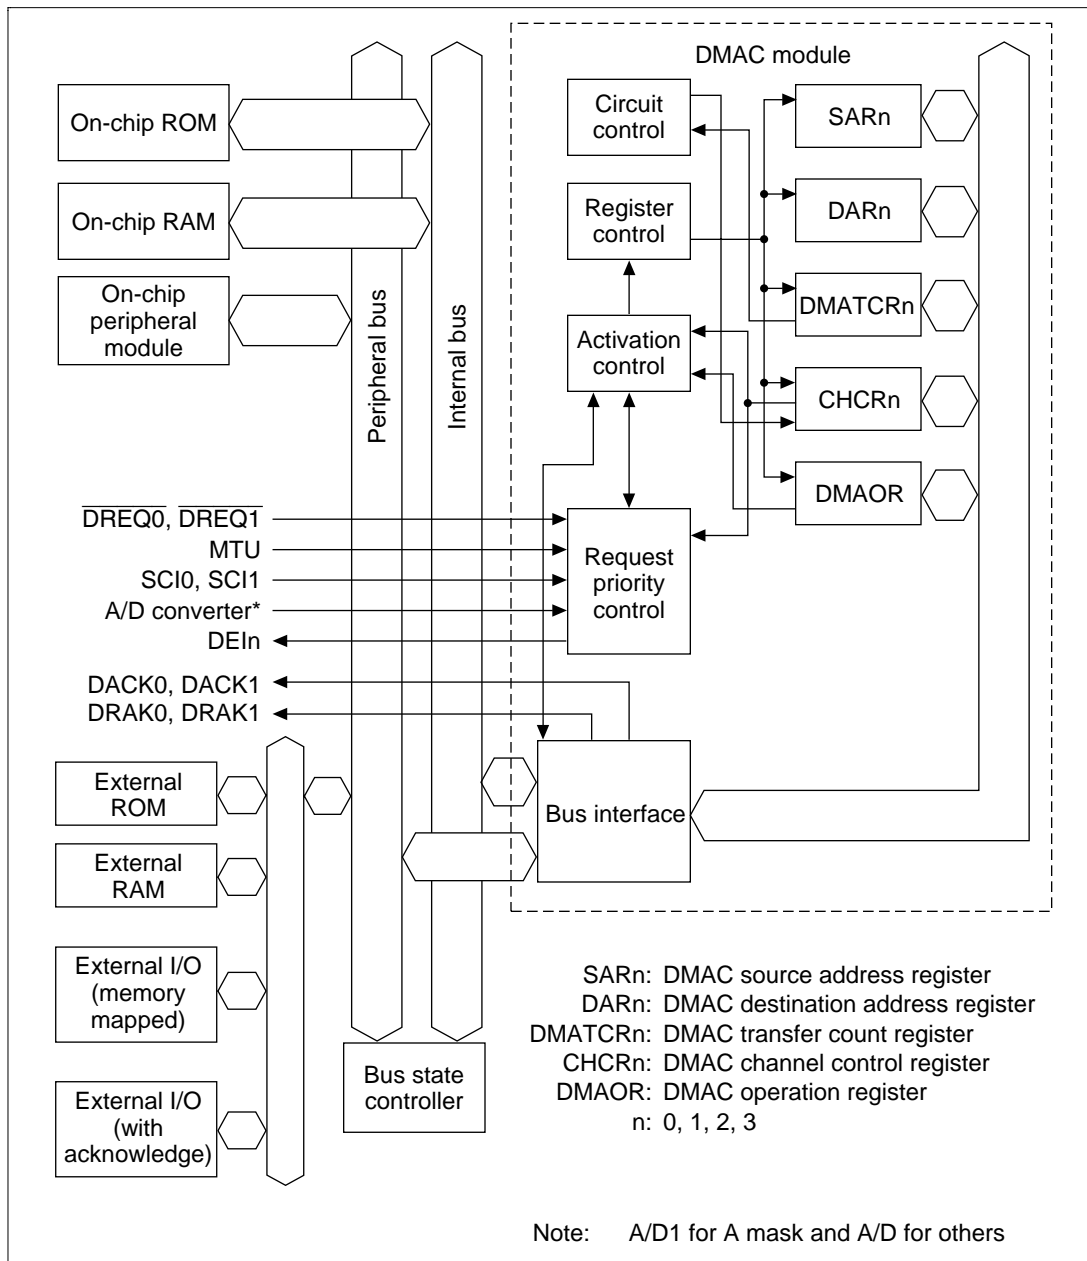 DMAC module
On-chip ROM
On-chip RAM
On-chip
peripheral
module
Peripheral bus
Internal bus
Circuit
control
Register
control
Activation
control
Request
priority
control
SARn
DARn
DMATCRn
CHCRn
DMAOR
D̅R̅E̅Q̅0̅, D̅R̅E̅Q̅1̅
MTU
SCI0, SCI1
A/D converter*
DEIn
DACK0, DACK1
DRAK0, DRAK1
External
ROM
External
RAM
External I/O
(memory
mapped)
External I/O
(with
acknowledge)
Bus interface
Bus state
controller
SARn: DMAC source address register
DARn: DMAC destination address register
DMATCRn: DMAC transfer count register
CHCRn: DMAC channel control register
DMAOR: DMAC operation register
n: 0, 1, 2, 3
Note: A/D1 for A mask and A/D for others